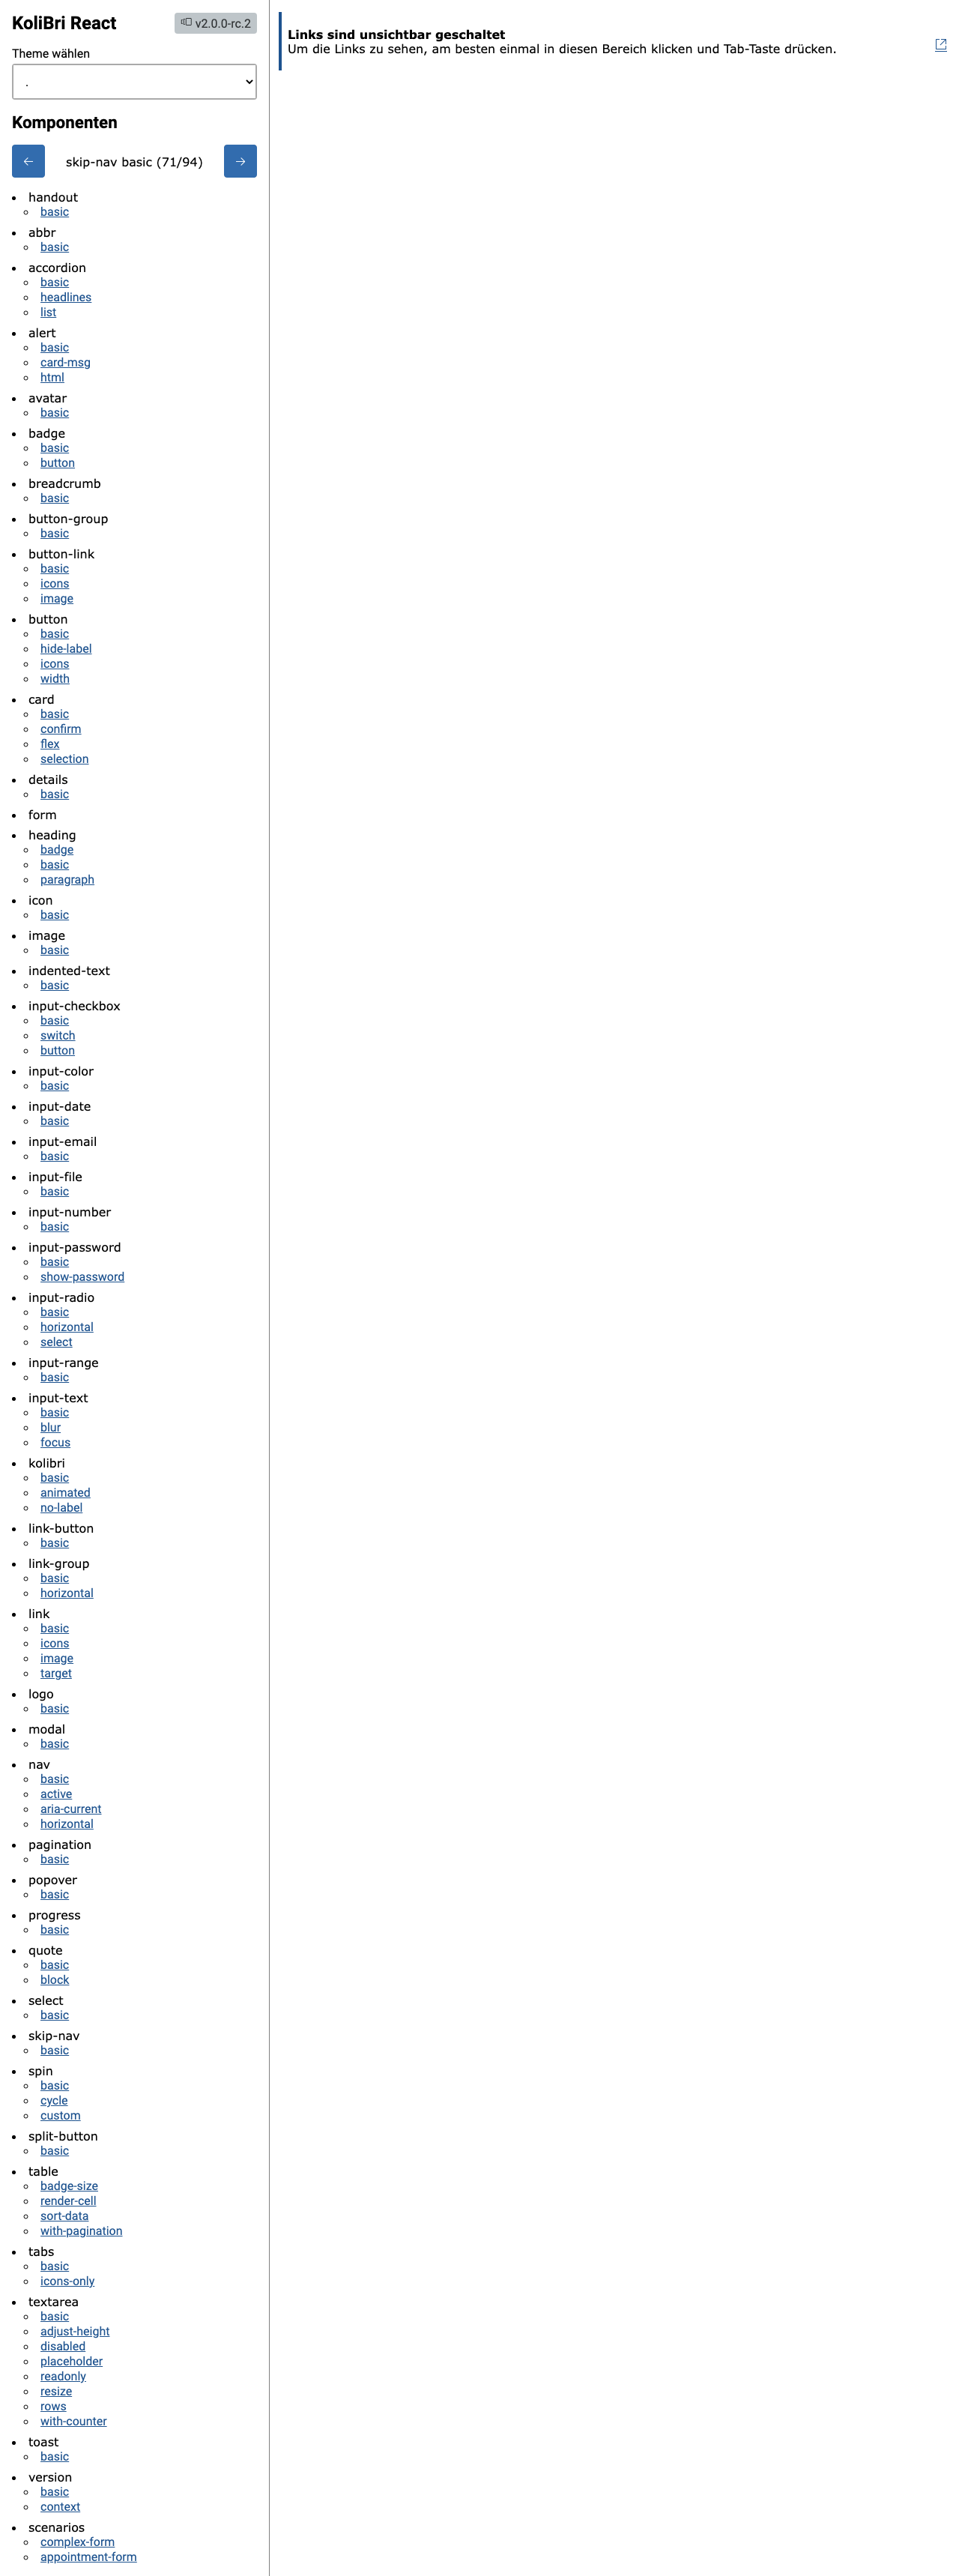 KoliBri React
v2.0.0-rc.2
Theme wählen
.
Komponenten
skip-nav basic (71/94)
handout
basic
abbr
basic
accordion
basic
headlines
list
alert
basic
card-msg
html
avatar
basic
badge
basic
button
breadcrumb
basic
button-group
basic
button-link
basic
icons
image
button
basic
hide-label
icons
width
card
basic
confirm
flex
selection
details
basic
form
heading
badge
basic
paragraph
icon
basic
image
basic
indented-text
basic
input-checkbox
basic
switch
button
input-color
basic
input-date
basic
input-email
basic
input-file
basic
input-number
basic
input-password
basic
show-password
input-radio
basic
horizontal
select
input-range
basic
input-text
basic
blur
focus
kolibri
basic
animated
no-label
link-button
basic
link-group
basic
horizontal
link
basic
icons
image
target
logo
basic
modal
basic
nav
basic
active
aria-current
horizontal
pagination
basic
popover
basic
progress
basic
quote
basic
block
select
basic
skip-nav
basic
spin
basic
cycle
custom
split-button
basic
table
badge-size
render-cell
sort-data
with-pagination
tabs
basic
icons-only
textarea
basic
adjust-height
disabled
placeholder
readonly
resize
rows
with-counter
toast
basic
version
basic
context
scenarios
complex-form
appointment-form
Links sind unsichtbar geschaltet
Um die Links zu sehen, am besten einmal in diesen Bereich klicken und Tab-Taste drücken.